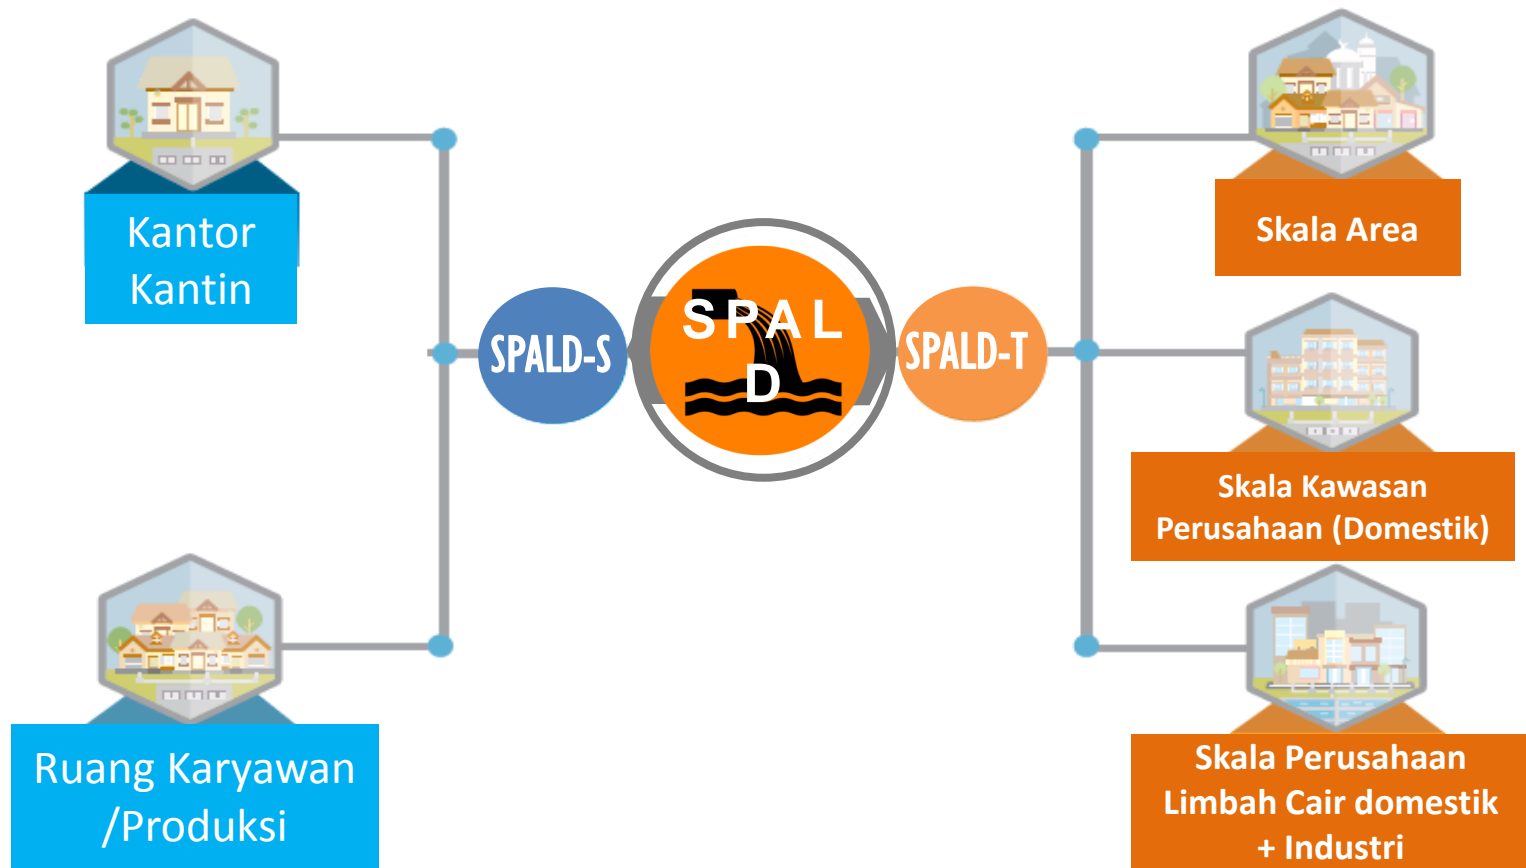 Kantor
Kantin
Ruang Karyawan
/Produksi
SPALD-S
SPAL
D
SPALD-T
Skala Area
Skala Kawasan
Perusahaan (Domestik)
Skala Perusahaan
Limbah Cair domestik
+ Industri